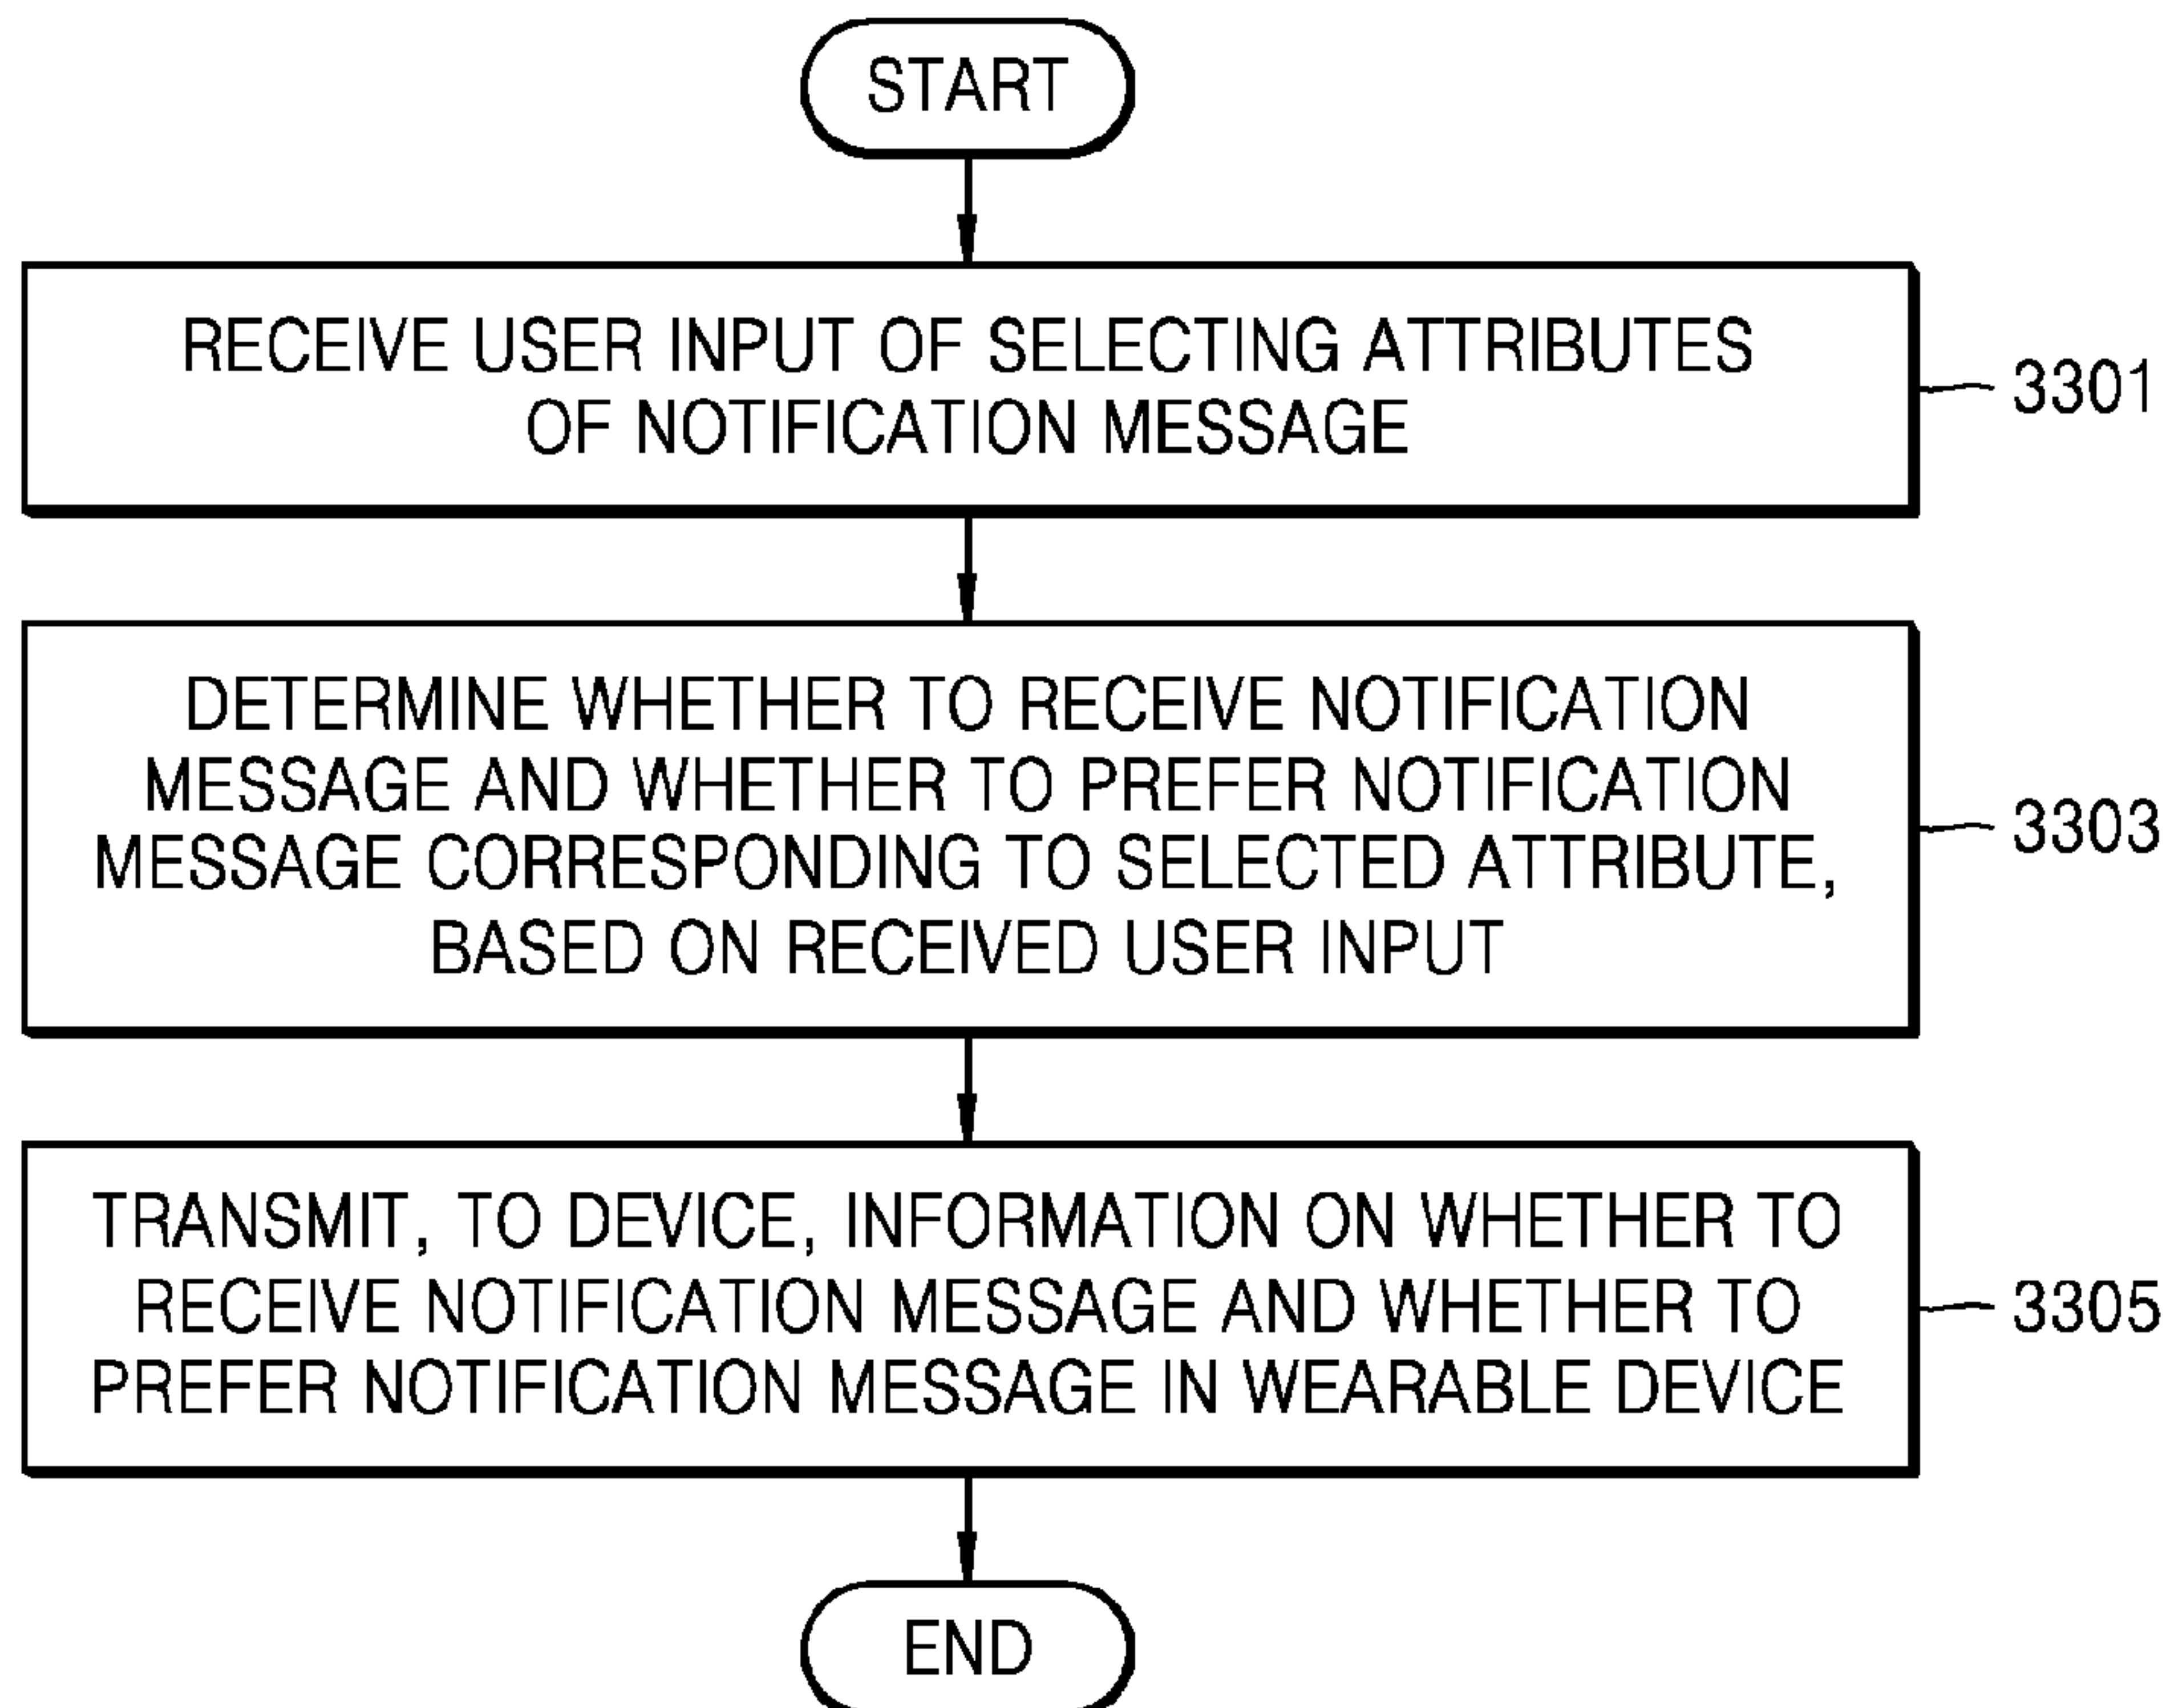 START
RECEIVE USER INPUT OF SELECTING ATTRIBUTES
OF NOTIFICATION MESSAGE
3301
DETERMINE WHETHER TO RECEIVE NOTIFICATION
MESSAGE AND WHETHER TO PREFER NOTIFICATION
MESSAGE CORRESPONDING TO SELECTED ATTRIBUTE,
BASED ON RECEIVED USER INPUT
3303
TRANSMIT, TO DEVICE, INFORMATION ON WHETHER TO
RECEIVE NOTIFICATION MESSAGE AND WHETHER TO
PREFER NOTIFICATION MESSAGE IN WEARABLE DEVICE
3305
END